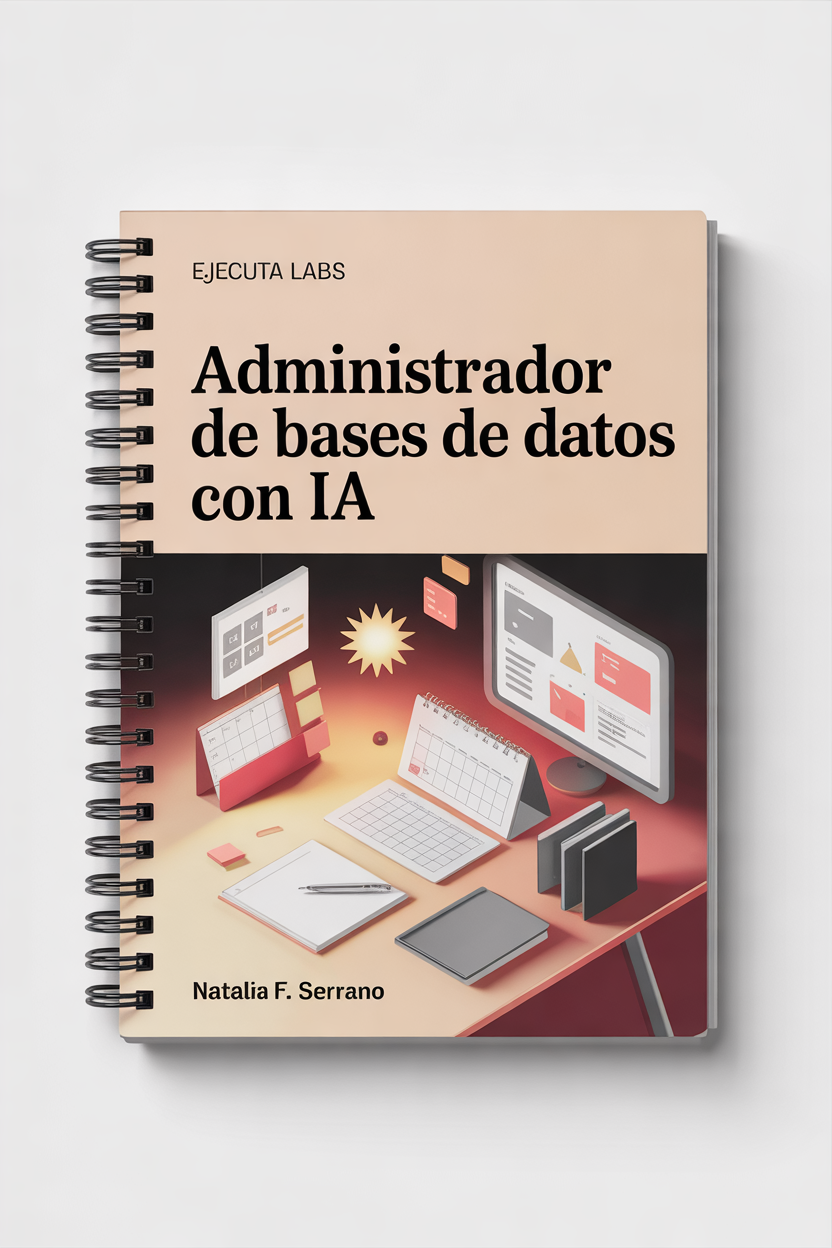 EJECUTA LABS
Administrador
de bases de datos
con IA
Natalia F. Serrano